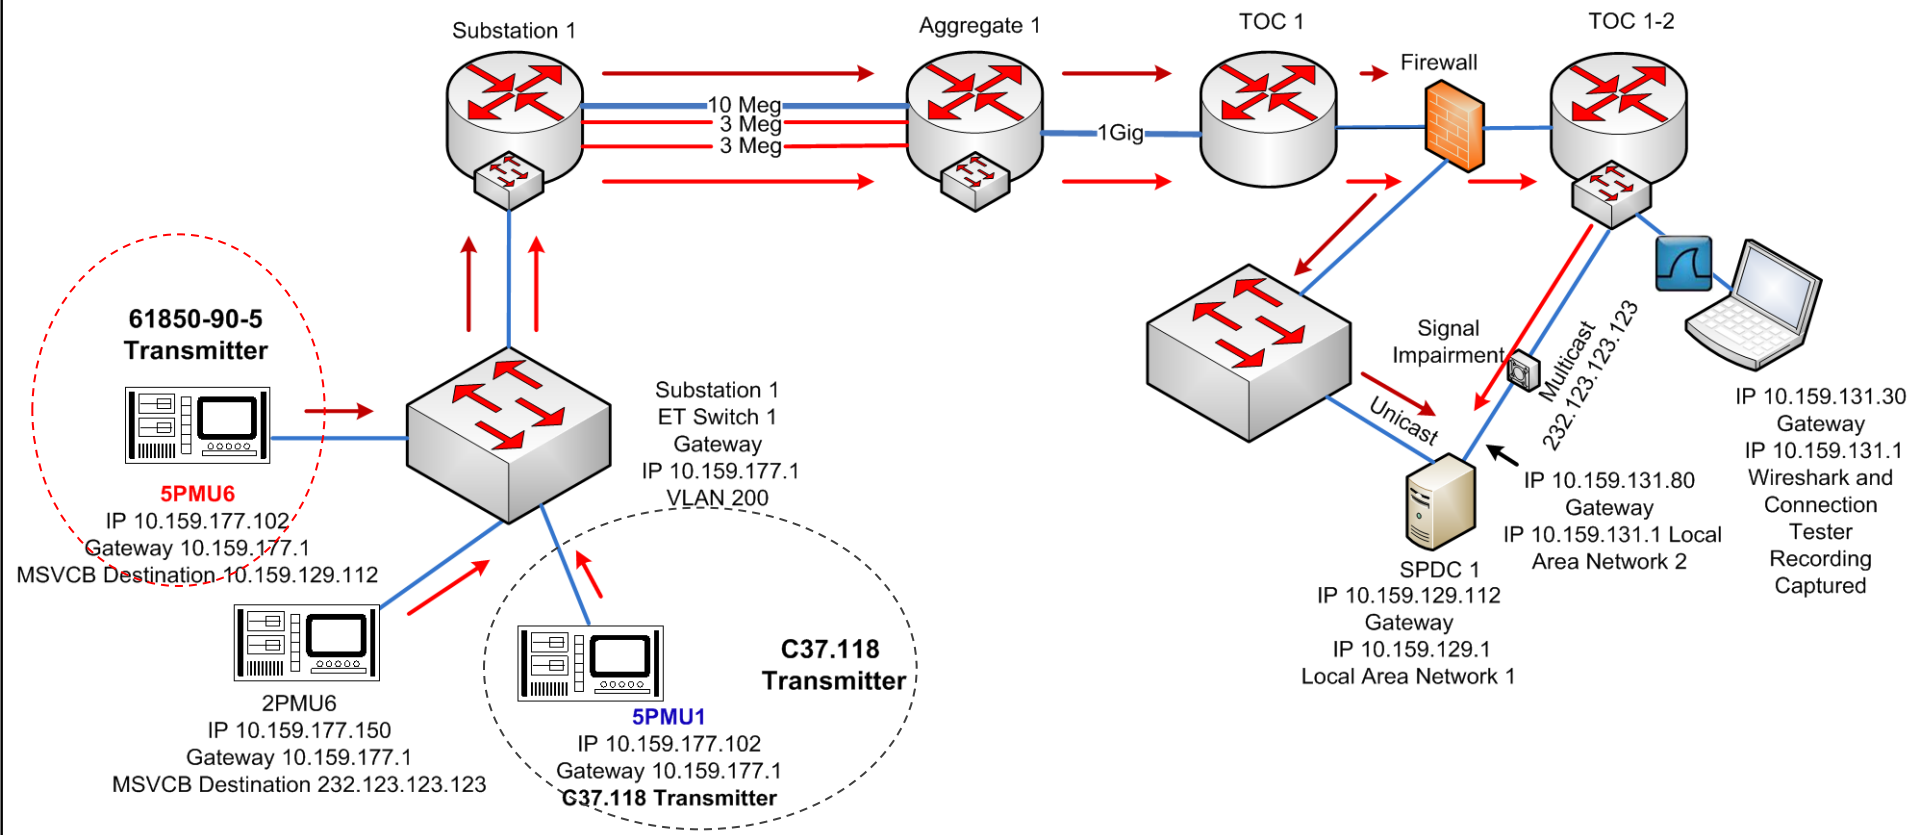 Substation 1
Aggregate 1
TOC 1
TOC 1-2
Firewall
10 Meg
3 Meg
3 Meg
1Gig
61850-90-5
Transmitter
5PMU6
IP 10.159.177.102
Gateway 10.159.177.1
MSVCB Destination 10.159.129.112
Substation 1
ET Switch 1
Gateway
IP 10.159.177.1
VLAN 200
2PMU6
IP 10.159.177.150
Gateway 10.159.177.1
MSVCB Destination 232.123.123.123
C37.118
Transmitter
5PMU1
IP 10.159.177.102
Gateway 10.159.177.1
C37.118 Transmitter
Signal
Impairment
Multicast
232.123.123.123
Unicast
IP 10.159.131.80
Gateway
IP 10.159.131.1 Local
Area Network 2
SPDC 1
IP 10.159.129.112
Gateway
IP 10.159.129.1
Local Area Network 1
IP 10.159.131.30
Gateway
IP 10.159.131.1
Wireshark and
Connection
Tester
Recording
Captured